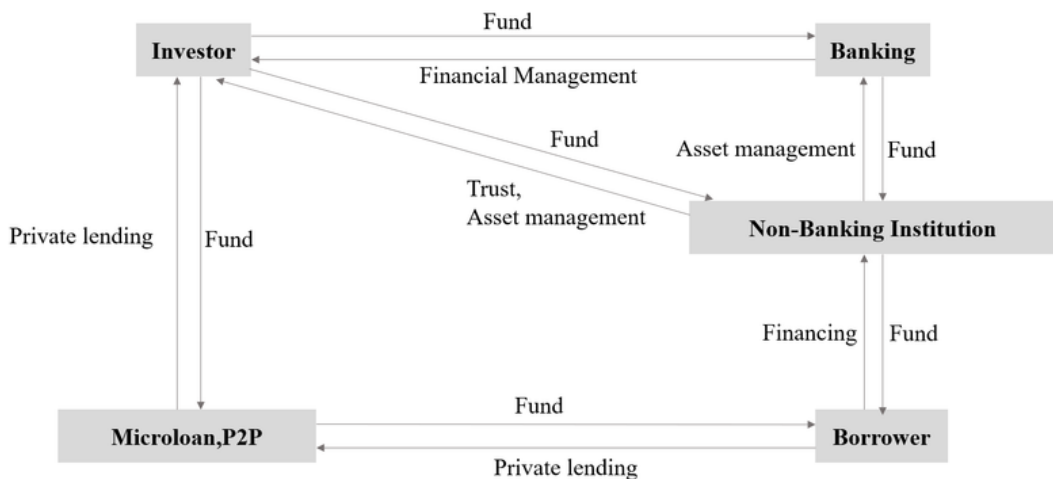 Fund
Investor
Banking
Financial Management
Fund
Asset management
Fund
Trust,
Asset management
Non-Banking Institution
Private lending
Fund
Financing
Fund
Fund
Microloan,P2P
Borrower
Private lending